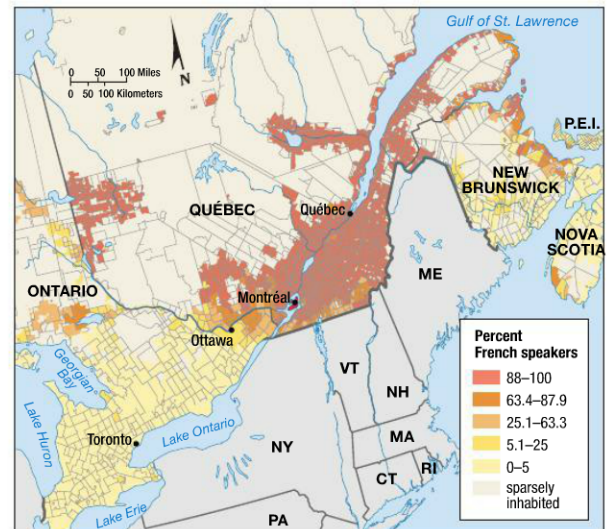 Gulf of St. Lawrence
0 50 100 Miles
0 50 100 Kilometers
N
P.E.I.
NEW
BRUNSWICK
QUÉBEC
Québec
NOVA
SCOTIA
ME
ONTARIO
Montréal
Ottawa
Georgian
Bay
VT
NH
Lake Huron
Toronto
Lake Ontario
NY
MA
CT
RI
Lake Erie
PA
Percent
French speakers
88–100
63.4–87.9
25.1–63.3
5.1–25
0–5
sparsely
inhabited